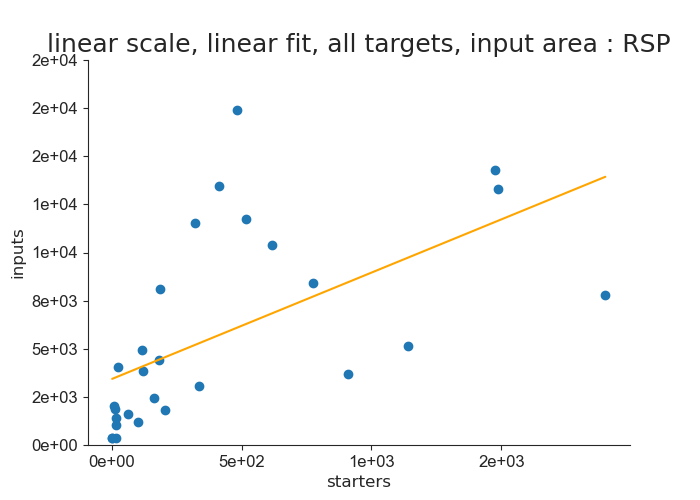 linear scale, linear fit, all targets, input area : RSP
2e+04
2e+04
2e+04
1e+04
1e+04
8e+03
5e+03
2e+03
0e+00
inputs
0e+00 5e+02 1e+03 2e+03
starters